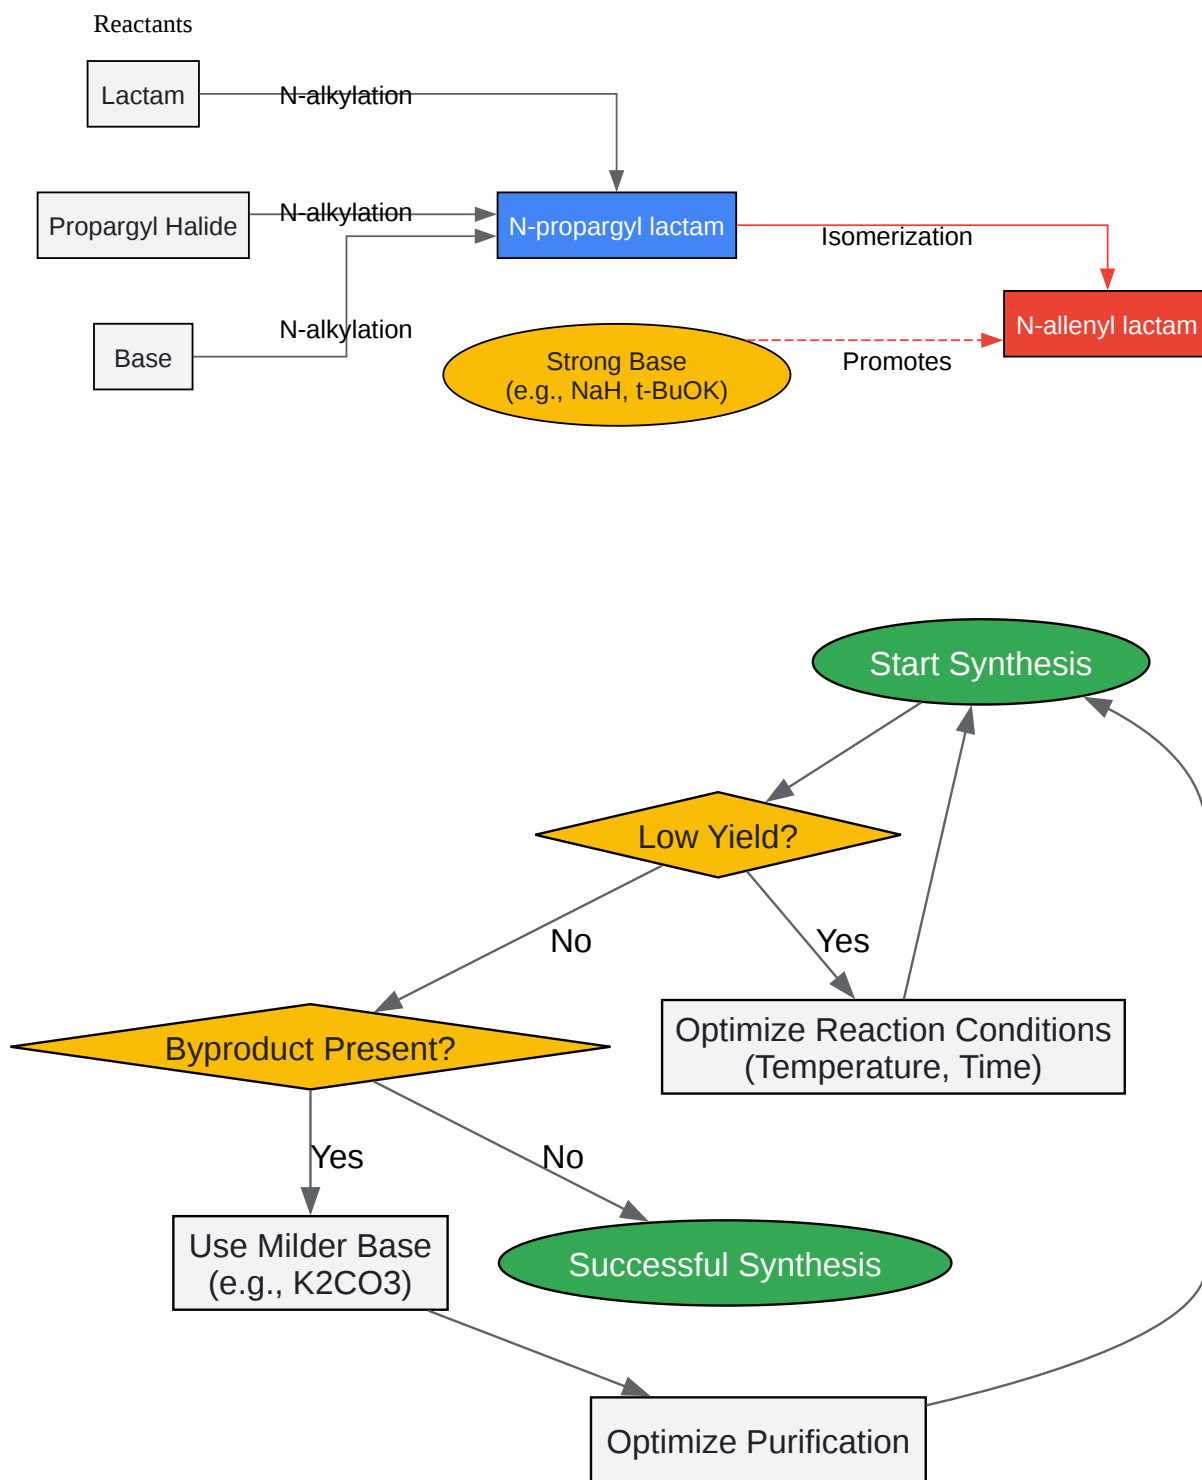 Reactants
Lactam
N-alkylation
Propargyl Halide
N-alkylation
N-propargyl lactam
Isomerization
N-allenyl lactam
Base
N-alkylation
Strong Base
(e.g., NaH, t-BuOK)
Promotes
Start Synthesis
Low Yield?
No
Yes
Byproduct Present?
Optimize Reaction Conditions
(Temperature, Time)
Yes
No
Use Milder Base
(e.g., K2CO3)
Successful Synthesis
Optimize Purification